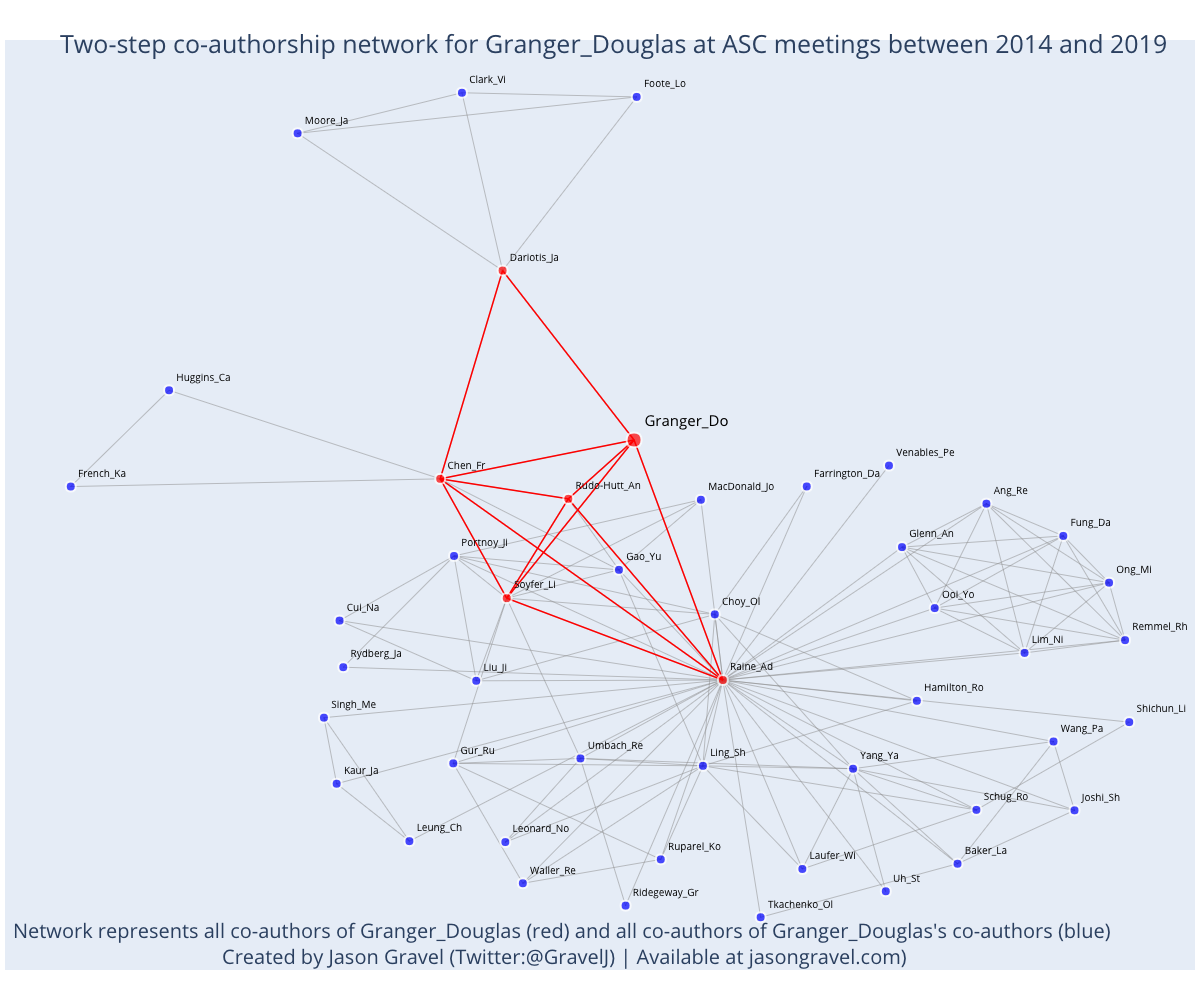 Two-step co-authorship network for Granger_Douglas at ASC meetings between 2014 and 2019
Clark_Vi
Foote_Lo
Moore_Ja
Dariotis_Ja
Huggins_Ca
Granger_Do
Venables_Pe
Chen_Fr
French_Ka
Farrington_Da
Rudo-Hutt_An
MacDonald_Jo
Ang_Re
Fung_Da
Glenn_An
Portnoy_Ji
Gao_Yu
Ong_Mi
Soyfer_Li
Ooi_Yo
Choy_Ol
Cui_Na
Remmel_Rh
Lim_Ni
Rydberg_Ja
Liu_Ji
Raine_Ad
Hamilton_Ro
Singh_Me
Shichun_Li
Wang_Pa
Umbach_Re
Gur_Ru
Ling_Sh
Yang_Ya
Kaur_Ja
Schug_Ro
Joshi_Sh
Leung_Ch
Leonard_No
Ruparel_Ko
Laufer_Wi
Baker_La
Waller_Re
Uh_St
Ridegeway_Gr
Tkachenko_Ol
Network represents all co-authors of Granger_Douglas (red) and all co-authors of Granger_Douglas's co-authors (blue)
Created by Jason Gravel (Twitter:@GravelJ) | Available at jasongravel.com)